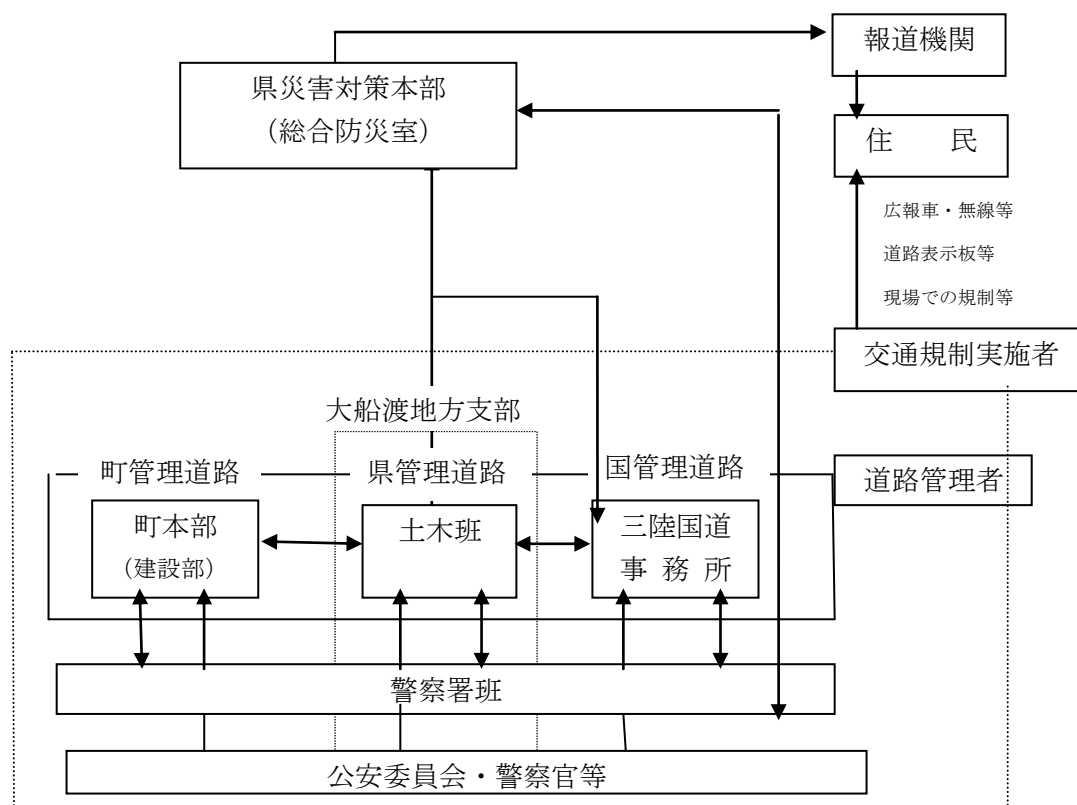 報道機関
県災害対策本部
（総合防災室）
住　　民
広報車・無線等
道路表示板等
現場での規制等
交通規制実施者
大船渡地方支部
町管理道路
県管理道路
国管理道路
道路管理者
町本部
（建設部）
土木班
三陸国道
事 務 所
警察署班
公安委員会・警察官等